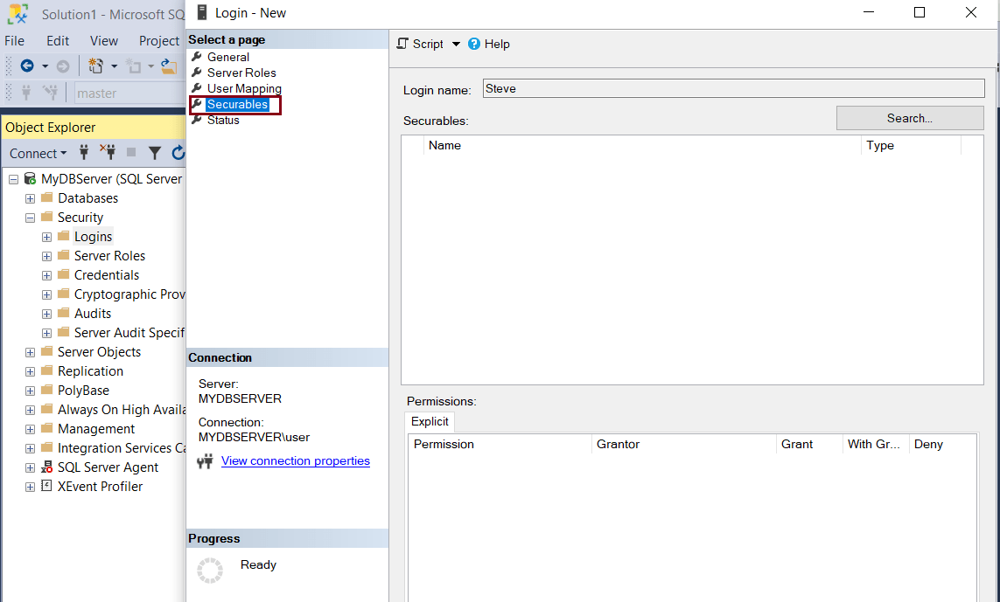 Solution1 - Microsoft SQ
File Edit View Project
master
Object Explorer
Connect
MyDBServer (SQL Server
Databases
Security
Logins
Server Roles
Credentials
Cryptographic Prov
Audits
Server Audit Specif
Server Objects
Replication
PolyBase
Always On High Availa
Management
Integration Services Ca
SQL Server Agent
XEvent Profiler
Login - New
Select a page
General
Server Roles
User Mapping
Securables
Status
Connection
Server:
MYDBSERVER
Connection:
MYDBSERVER\user
View connection properties
Progress
Ready
Script Help
Login name: Steve
Securables:
Search...
Name Type
Permissions:
Explicit
Permission Grantor Grant With Gr... Deny